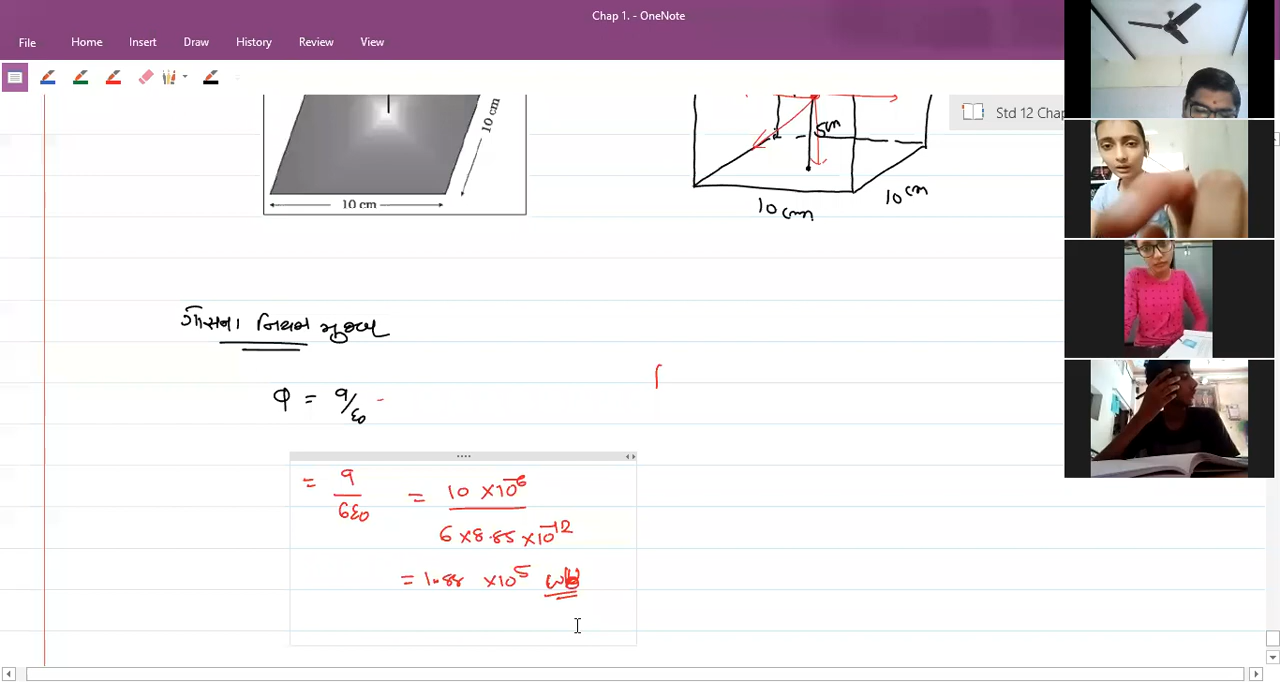 Chap 1. - OneNote
File Home Insert Draw History Review View
Std 12 Chap
10 cm
10 cm
5cm
10 cm
10 cm
ગૉસના નિયમ મુજબ
φ = q/ε0
= q/6ε0 = 10 ×10⁻⁶ / 6 ×8.85 ×10⁻¹²
= 1.88 ×10⁵ wb